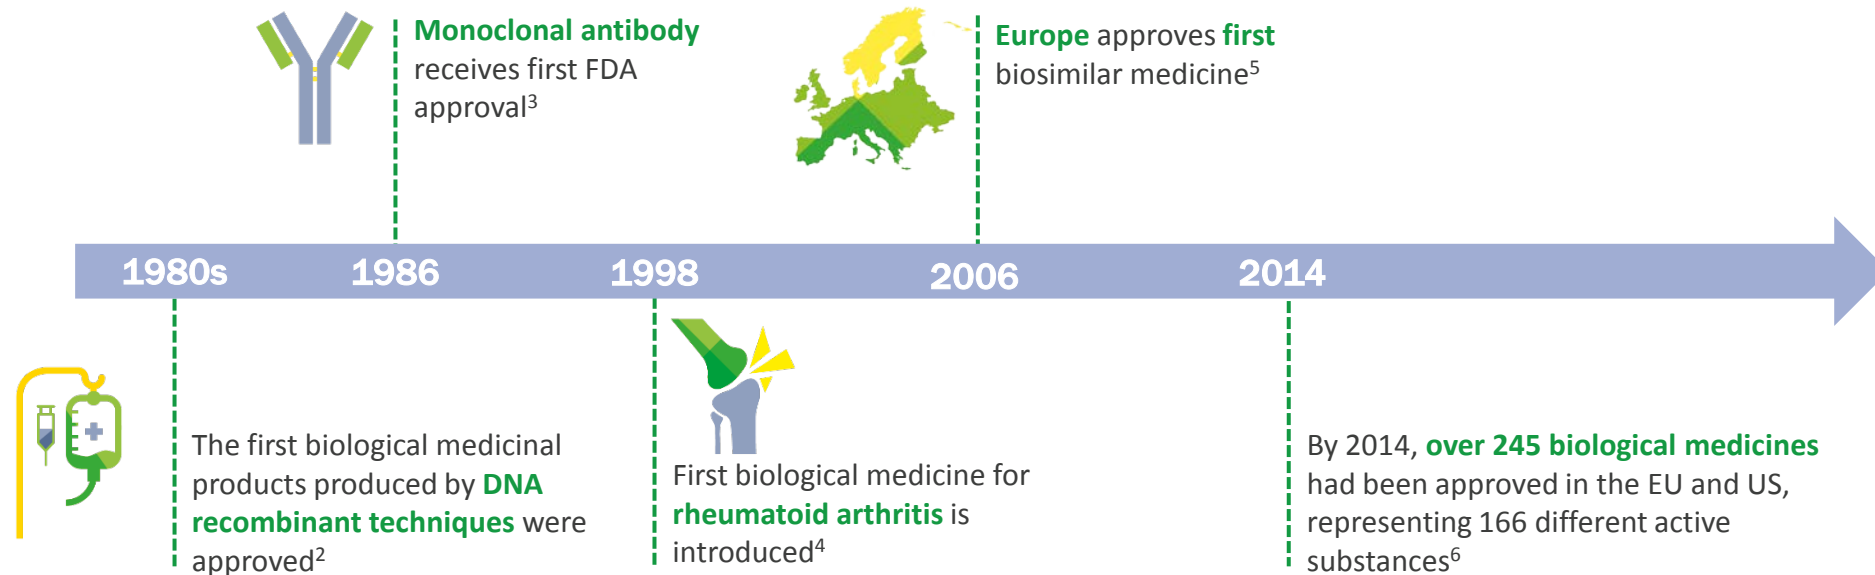 Monoclonal antibody
receives first FDA
approval³
Europe approves first
biosimilar medicine⁵
1980s 1986 1998 2006 2014
The first biological medicinal
products produced by DNA
recombinant techniques were
approved²
First biological medicine for
rheumatoid arthritis is
introduced⁴
By 2014, over 245 biological medicines
had been approved in the EU and US,
representing 166 different active
substances⁶